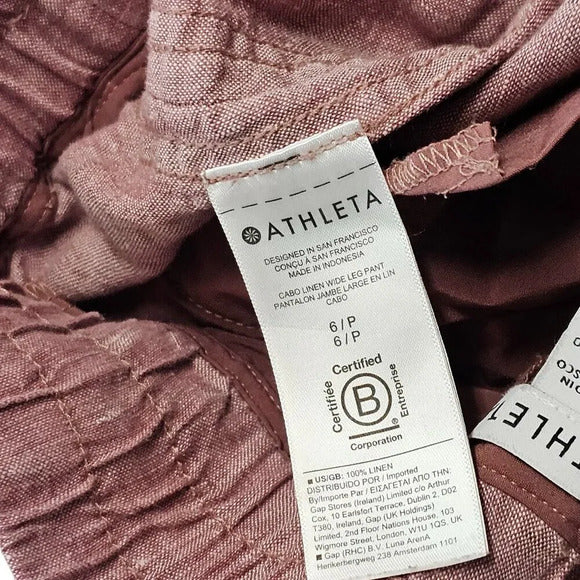 ATHLETA
DESIGNED IN SAN FRANCISCO
CONÇU À SAN FRANCISCO
MADE IN INDONESIA
CABO LINEN WIDE LEG PANT
PANTALON JAMBE LARGE EN LIN
CABO
6 / P
6 / P
Certified
Certifiée
B
Entreprise
Corporation
■ US/GB: 100% LINEN
DISTRIBUÍDO POR / Imported
By/Importe Par / ΕΙΣΑΓΕΤΑΙ ΑΠΟ ΤΗΝ:
Gap Stores (Ireland) Limited c/o Arthur
Cox, 10 Earlsfort Terrace, Dublin 2, D02
T380, Ireland, Gap (UK Holdings)
Limited, 2nd Floor Nations House, 103
Wigmore Street, London, W1U 1QS, UK
■ Gap (RHC) B.V. Luna ArenA
Herikerbergweg 238 Amsterdam 1101
THLET